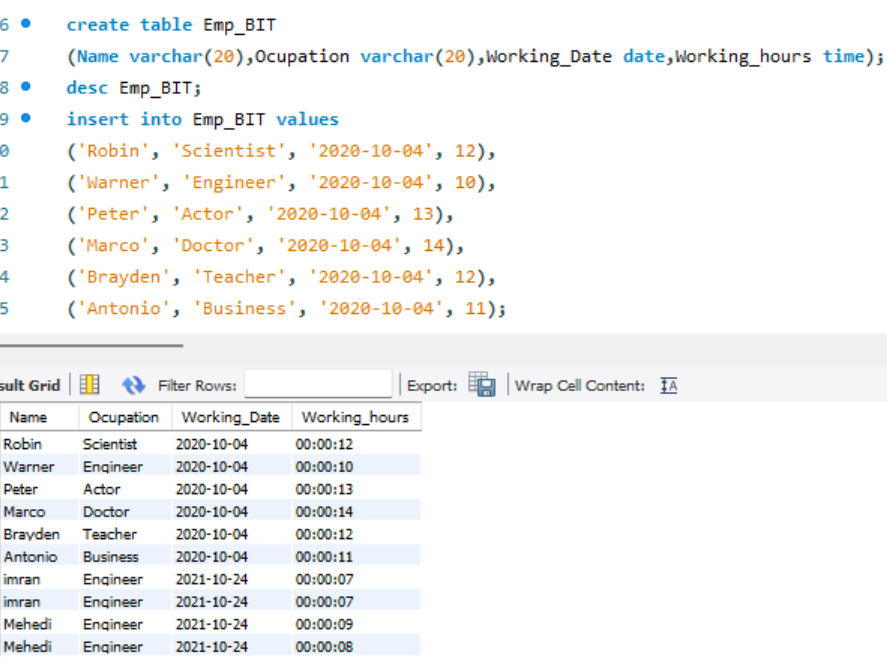 6 create table Emp_BIT
7 (Name varchar(20),Ocupation varchar(20),Working_Date date,Working_hours time);
8 desc Emp_BIT;
9 insert into Emp_BIT values
0 ('Robin', 'Scientist', '2020-10-04', 12),
1 ('Warner', 'Engineer', '2020-10-04', 10),
2 ('Peter', 'Actor', '2020-10-04', 13),
3 ('Marco', 'Doctor', '2020-10-04', 14),
4 ('Brayden', 'Teacher', '2020-10-04', 12),
5 ('Antonio', 'Business', '2020-10-04', 11);
sult Grid Filter Rows: Export: Wrap Cell Content: IA
Name Ocupation Working_Date Working_hours
Robin Scientist 2020-10-04 00:00:12
Warner Engineer 2020-10-04 00:00:10
Peter Actor 2020-10-04 00:00:13
Marco Doctor 2020-10-04 00:00:14
Brayden Teacher 2020-10-04 00:00:12
Antonio Business 2020-10-04 00:00:11
imran Engineer 2021-10-24 00:00:07
imran Engineer 2021-10-24 00:00:07
Mehedi Engineer 2021-10-24 00:00:09
Mehedi Engineer 2021-10-24 00:00:08